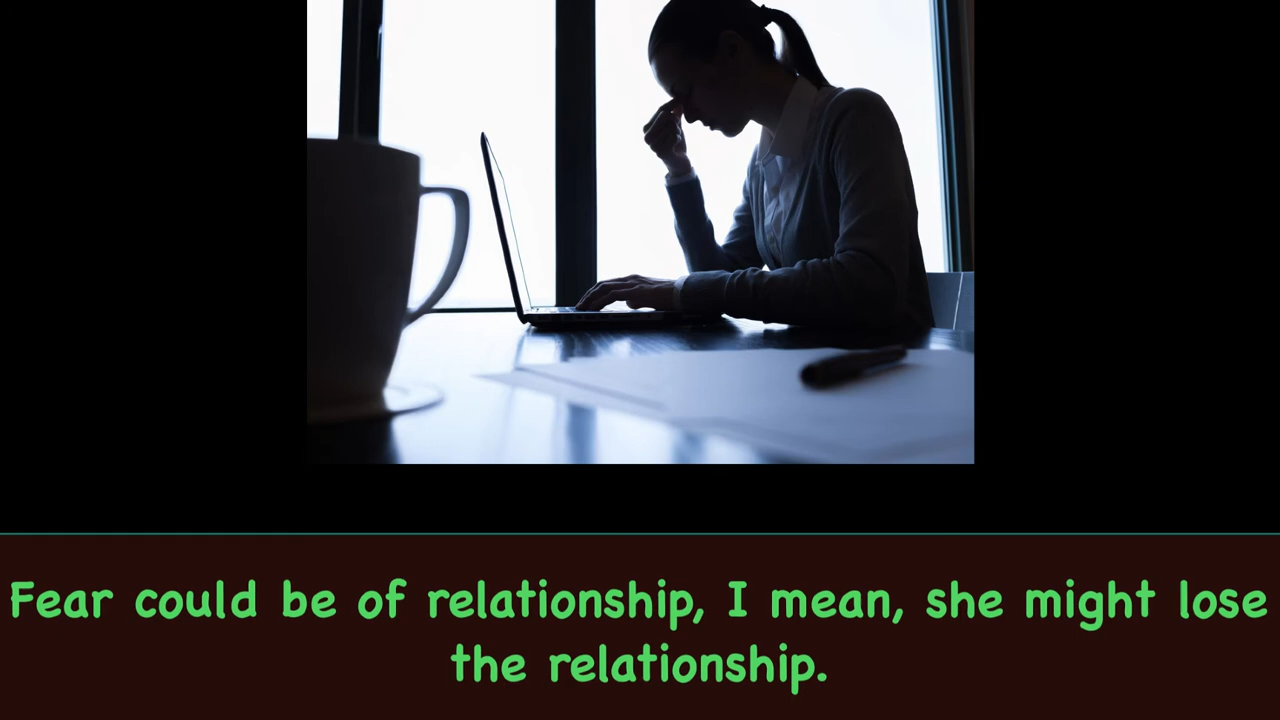 Fear could be of relationship, I mean, she might lose
the relationship.